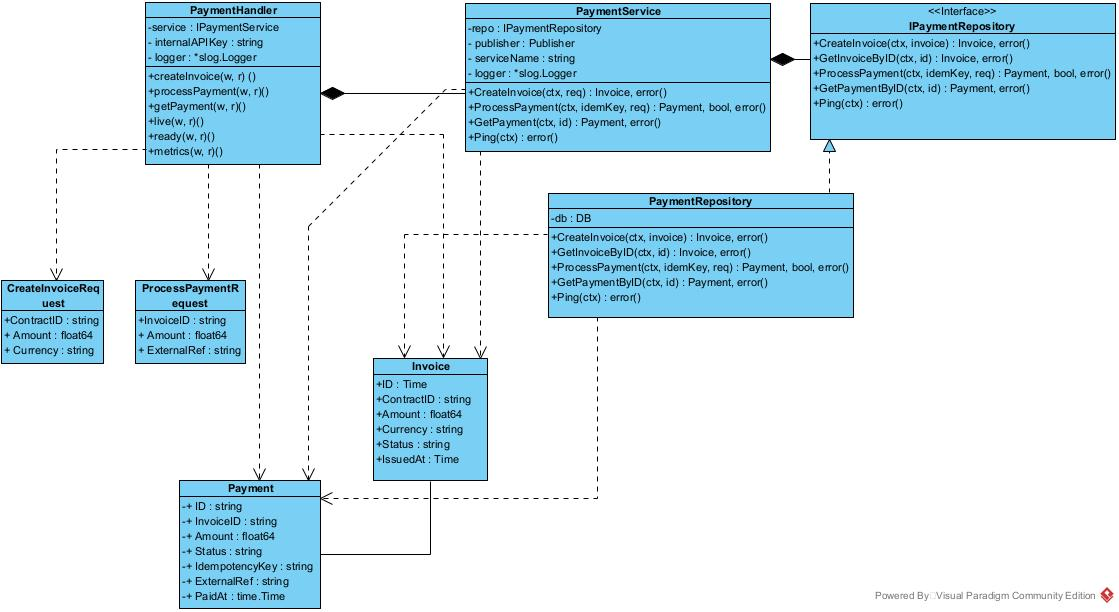 PaymentHandler
-service : IPaymentService
- internalAPIKey : string
- logger : *slog.Logger
+createInvoice(w, r) ()
+processPayment(w, r)()
+getPayment(w, r)()
+live(w, r)()
+ready(w, r)()
+metrics(w, r)()
PaymentService
-repo : IPaymentRepository
- publisher : Publisher
- serviceName : string
- logger : *slog.Logger
+CreateInvoice(ctx, req) : Invoice, error()
+ProcessPayment(ctx, idemKey, req) : Payment, bool, error()
+GetPayment(ctx, id) : Payment, error()
+Ping(ctx) : error()
<<Interface>>
IPaymentRepository
+CreateInvoice(ctx, invoice) : Invoice, error()
+GetInvoiceByID(ctx, id) : Invoice, error()
+ProcessPayment(ctx, idemKey, req) : Payment, bool, error()
+GetPaymentByID(ctx, id) : Payment, error()
+Ping(ctx) : error()
PaymentRepository
-db : DB
+CreateInvoice(ctx, invoice) : Invoice, error()
+GetInvoiceByID(ctx, id) : Invoice, error()
+ProcessPayment(ctx, idemKey, req) : Payment, bool, error()
+GetPaymentByID(ctx, id) : Payment, error()
+Ping(ctx) : error()
CreateInvoiceReq
uest
+ContractID : string
+ Amount : float64
+ Currency : string
ProcessPaymentR
equest
+InvoiceID : string
+ Amount : float64
+ ExternalRef : string
Invoice
+ID : Time
+ContractID : string
+Amount : float64
+Currency : string
+Status : string
+IssuedAt : Time
Payment
-+ ID : string
-+ InvoiceID : string
-+ Amount : float64
-+ Status : string
-+ IdempotencyKey : string
-+ ExternalRef : string
-+ PaidAt : time.Time
Powered By Visual Paradigm Community Edition